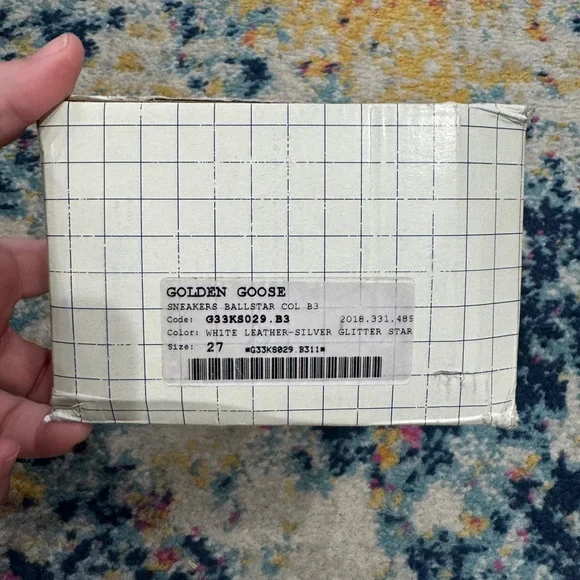 GOLDEN GOOSE
SNEAKERS BALLSTAR COL B3
Code: G33KS029.B3 2018.331.489
Color: WHITE LEATHER-SILVER GLITTER STAR
Size: 27 *G33KS029.B311*